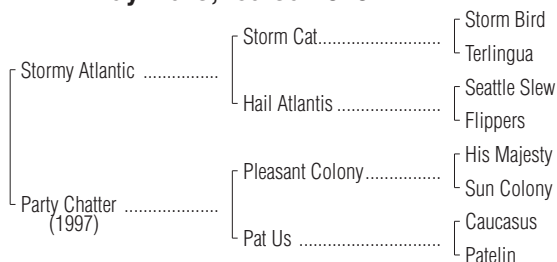 Storm Bird
Storm Cat
Terlingua
Stormy Atlantic
Seattle Slew
Hail Atlantis
Flippers
His Majesty
Pleasant Colony
Sun Colony
Party Chatter
(1997)
Caucasus
Pat Us
Patelin